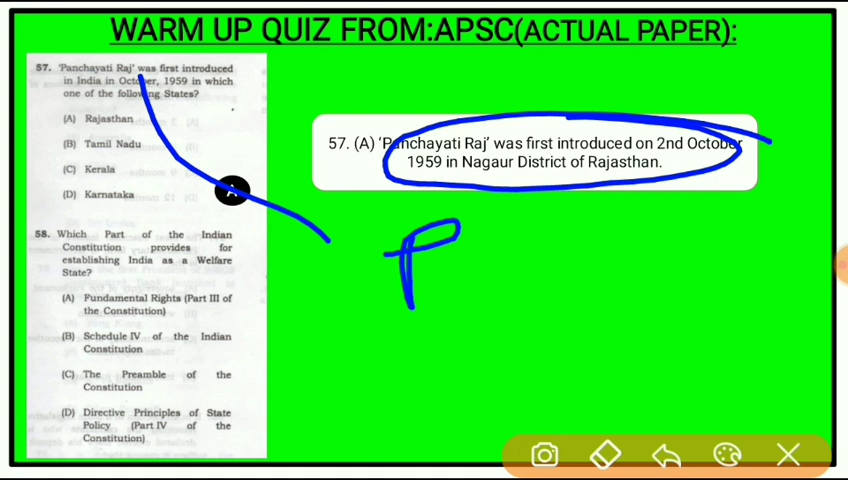 WARM UP QUIZ FROM:APSC(ACTUAL PAPER):
57. 'Panchayati Raj' was first introduced
in India in October, 1959 in which
one of the following States?
(A) Rajasthan
(B) Tamil Nadu
(C) Kerala
(D) Karnataka
A
58. Which Part of the Indian
Constitution provides for
establishing India as a Welfare
State?
(A) Fundamental Rights (Part III of
the Constitution)
(B) Schedule IV of the Indian
Constitution
(C) The Preamble of the
Constitution
(D) Directive Principles of State
Policy (Part IV of the
Constitution)
57. (A) 'Panchayati Raj' was first introduced on 2nd October
1959 in Nagaur District of Rajasthan.
P